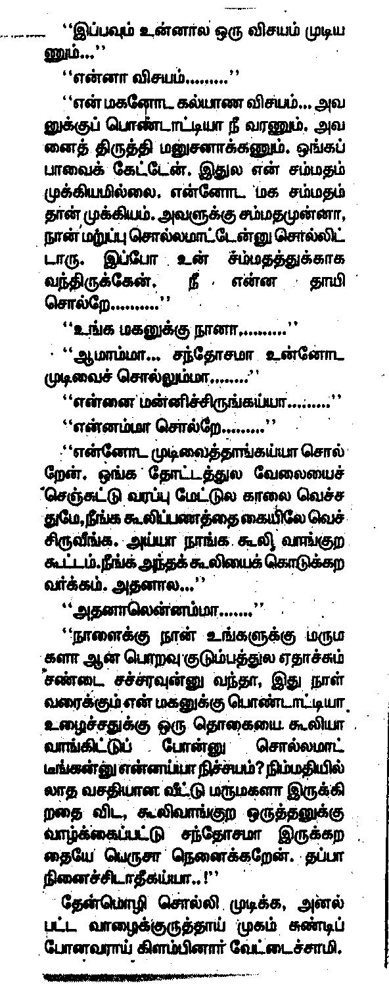 “இப்பவும் உன்னால ஒரு விசயம் முடிய
ணும்...”
“என்னா விசயம்.........”
“என் மகனோட கல்யாண விசயம்... அவ
னுக்குப் பொண்டாட்டியா நீ வரணும். அவ
னைத் திருத்தி மனுசனாக்கணும். ஒங்கப்
பாவைக் கேட்டேன். இதுல என் சம்மதம்
முக்கியமில்லை. என்னோட மக சம்மதம்
தான் முக்கியம். அவளுக்கு சம்மதமுன்னா,
நான் மறுப்பு சொல்லமாட்டேன்னு சொல்லிட்
டாரு. இப்போ உன் சம்மதத்துக்காக
வந்திருக்கேன். நீ என்ன தாயி
சொல்றே..........”
“உங்க மகனுக்கு நானா..........”
“ஆமாம்மா... சந்தோசமா உன்னோட
முடிவைச் சொல்லும்மா........”
“என்னை மன்னிச்சிருங்கய்யா.........”
“என்னம்மா சொல்றே.........”
“என்னோட முடிவைத்தாங்கய்யா சொல்
றேன். ஒங்க தோட்டத்துல வேலையைச்
செஞ்சுட்டு வரப்பு மேட்டுல காலை வெச்ச
துமே, நீங்க கூலிப்பணத்தை கையிலே வெச்
சிருவீங்க. அய்யா நாங்க கூலி வாங்குற
கூட்டம். நீங்க அந்தக் கூலியைக் கொடுக்கற
வர்க்கம். அதனால...”
“அதனாலென்னம்மா.......”
“நாளைக்கு நான் உங்களுக்கு மரும
களா ஆன பொறவு குடும்பத்துல ஏதாச்சும்
சண்டை சச்சரவுன்னு வந்தா, இது நாள்
வரைக்கும் என் மகனுக்கு பொண்டாட்டியா
உழைச்சதுக்கு ஒரு தொகையை கூலியா
வாங்கிட்டுப் போன்னு சொல்லமாட்
டீங்கன்னு என்னய்யா நிச்சயம்? நிம்மதியில்
லாத வசதியான வீட்டு மருமகளா இருக்கி
றதை விட, கூலிவாங்குற ஒருத்தனுக்கு
வாழ்க்கைப்பட்டு சந்தோசமா இருக்கற
தையே பெருசா நெனைக்கறேன். தப்பா
நினைச்சிடாதீகய்யா..!”
தேன்மொழி சொல்லி முடிக்க, அனல்
பட்ட வாழைக்குருத்தாய் முகம் சுண்டிப்
போனவராய் கிளம்பினார் வேட்டைச்சாமி.